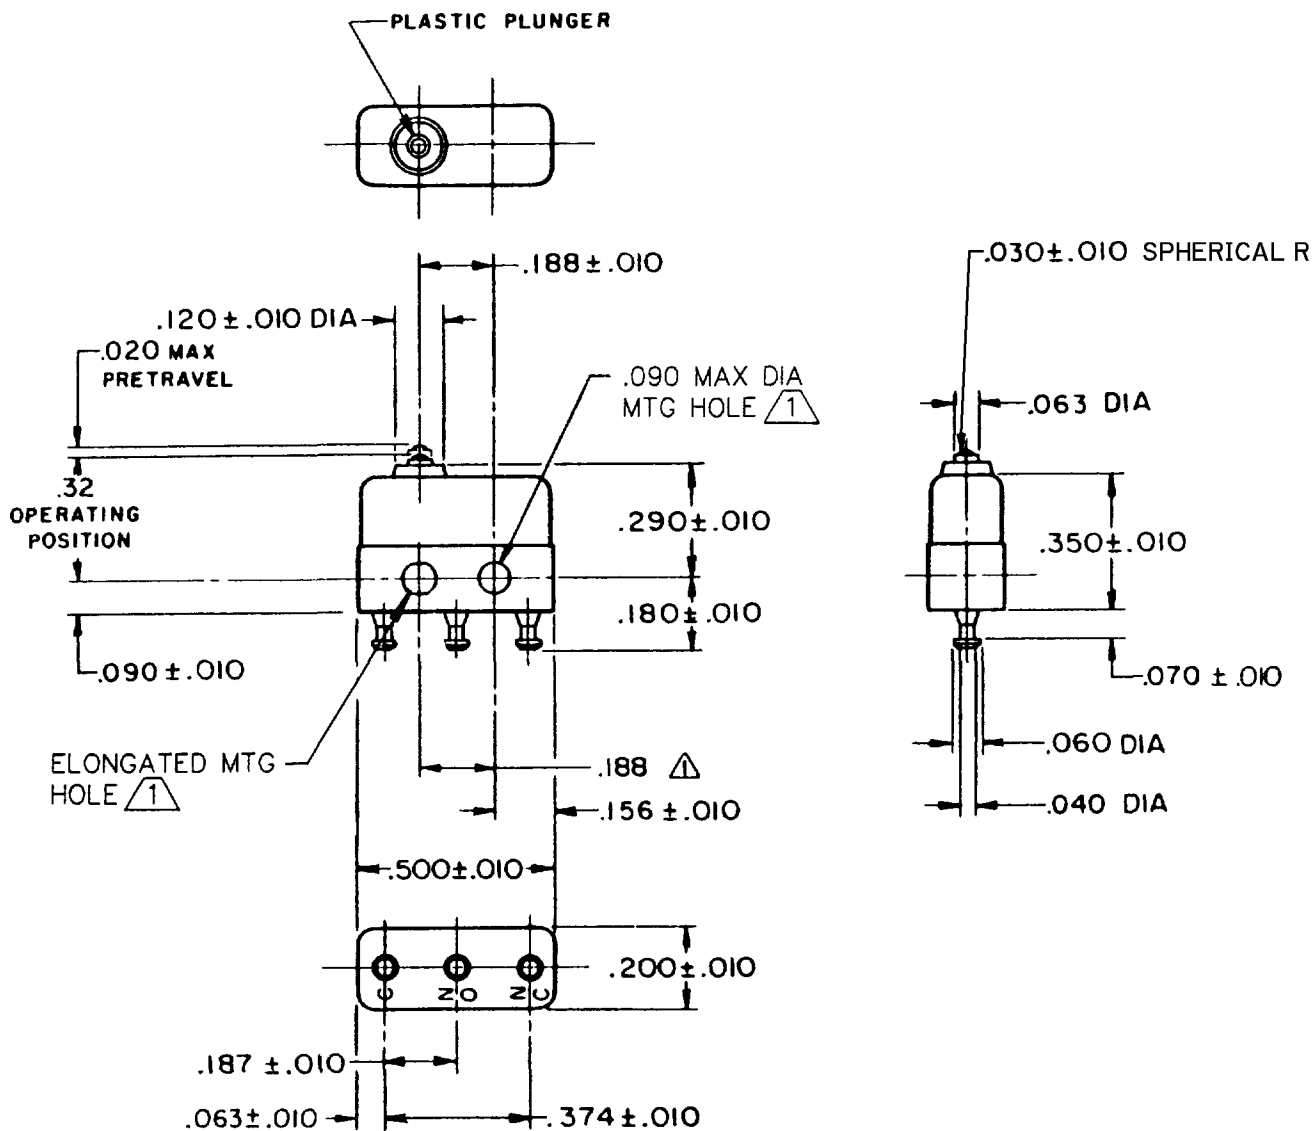 PLASTIC PLUNGER
.188±.010
.030±.010 SPHERICAL R
.120±.010 DIA
.020 MAX
PRETRAVEL
.090 MAX DIA
MTG HOLE 1
.063 DIA
.32
OPERATING
POSITION
.290±.010
.350±.010
.180±.010
.090±.010
.070±.010
ELONGATED MTG
HOLE 1
.188 1
.060 DIA
.156±.010
.040 DIA
.500±.010
.200±.010
C
N O
N C
.187±.010
.063±.010
.374±.010